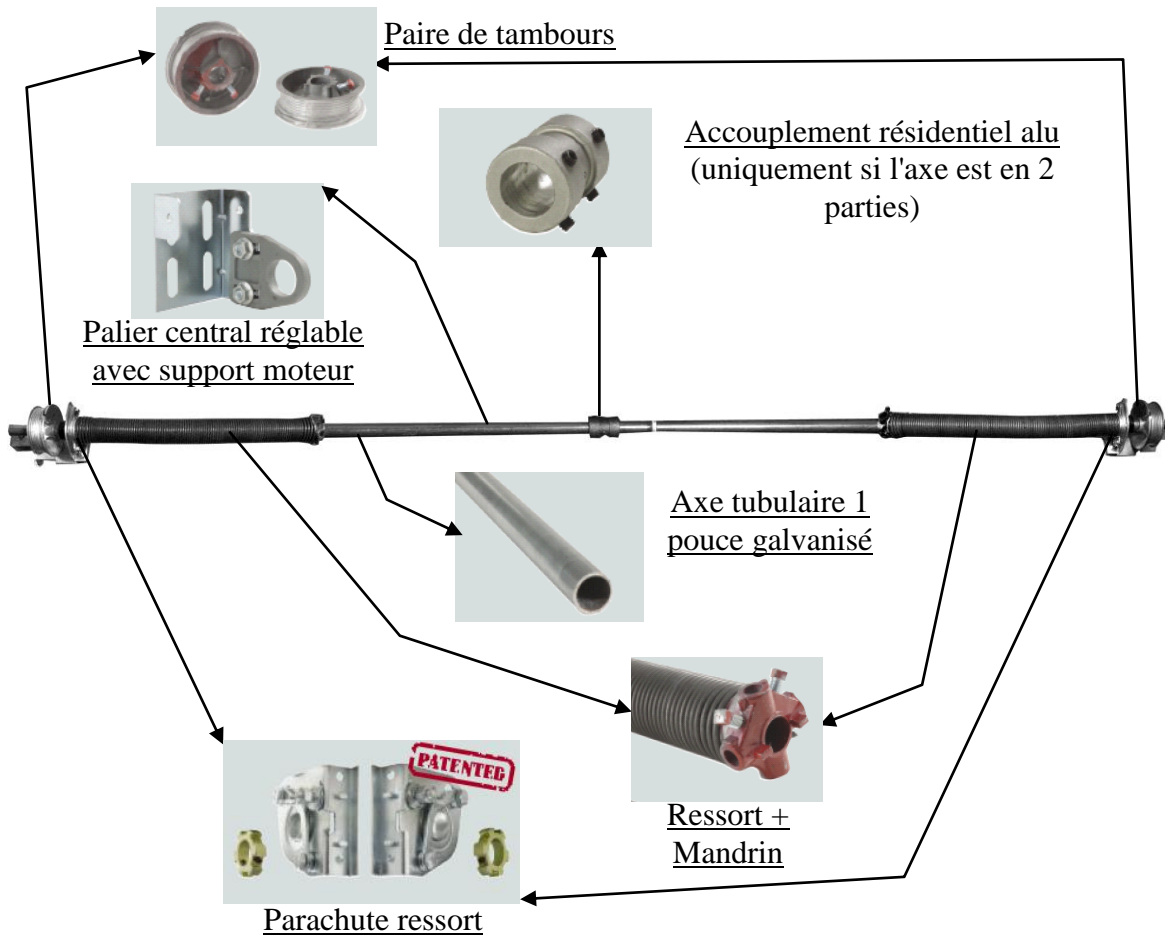 Paire de tambours
Accouplement résidentiel alu
(uniquement si l'axe est en 2
parties)
Palier central réglable
avec support moteur
Axe tubulaire 1
pouce galvanisé
PATENTED
Ressort +
Mandrin
Parachute ressort